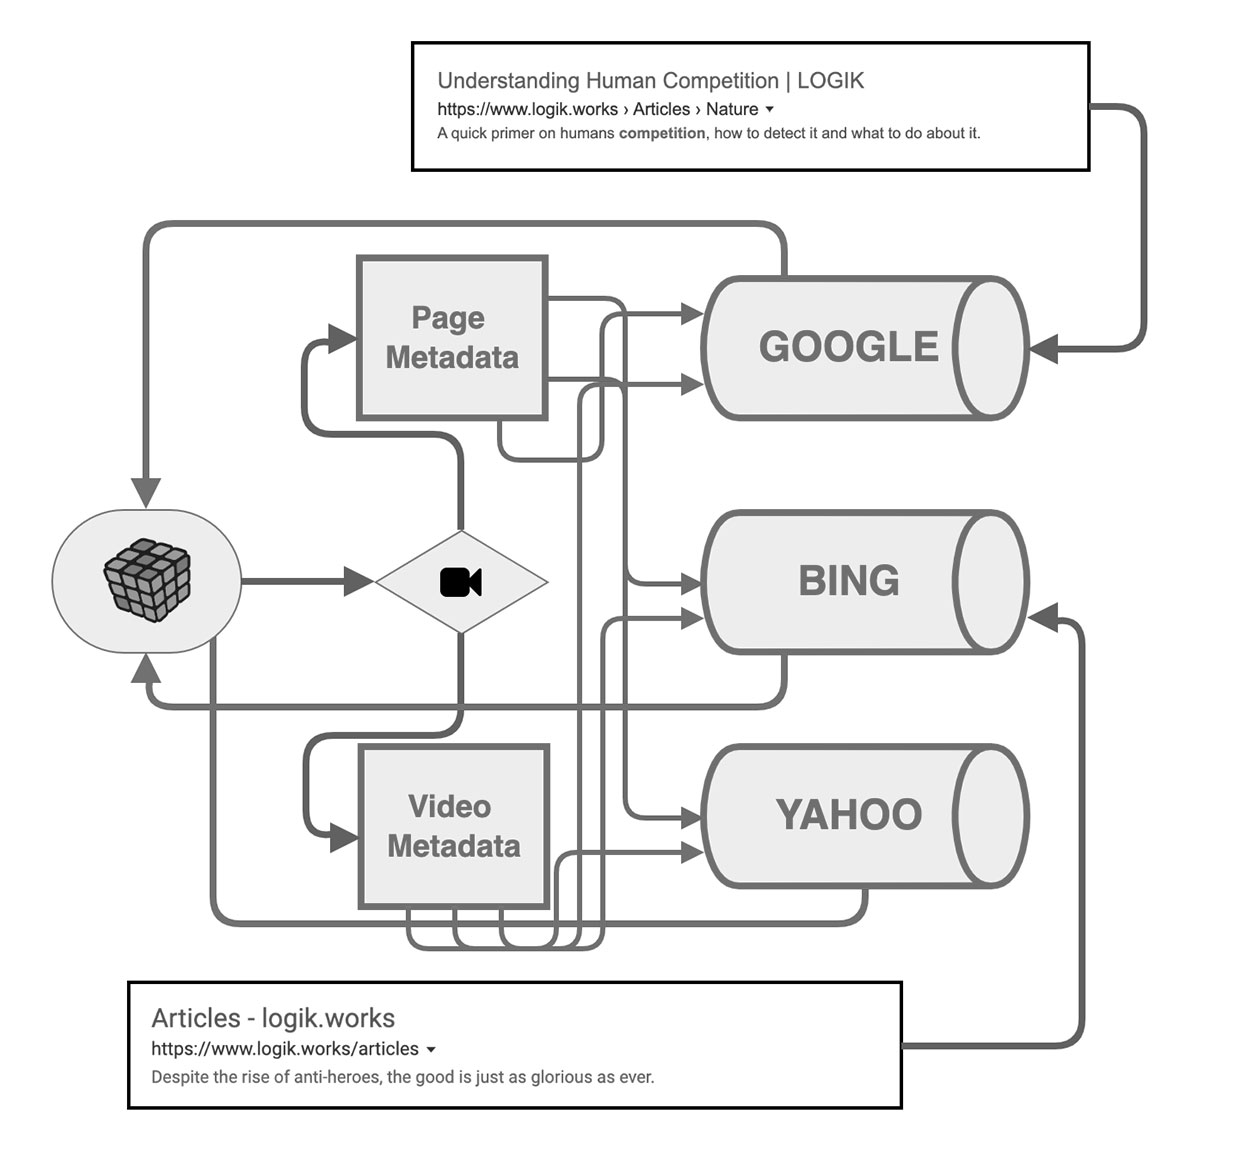 Understanding Human Competition | LOGIK
https://www.logik.works › Articles › Nature
A quick primer on humans competition, how to detect it and what to do about it.
Page
Metadata
GOOGLE
BING
Video
Metadata
YAHOO
Articles - logik.works
https://www.logik.works/articles
Despite the rise of anti-heroes, the good is just as glorious as ever.